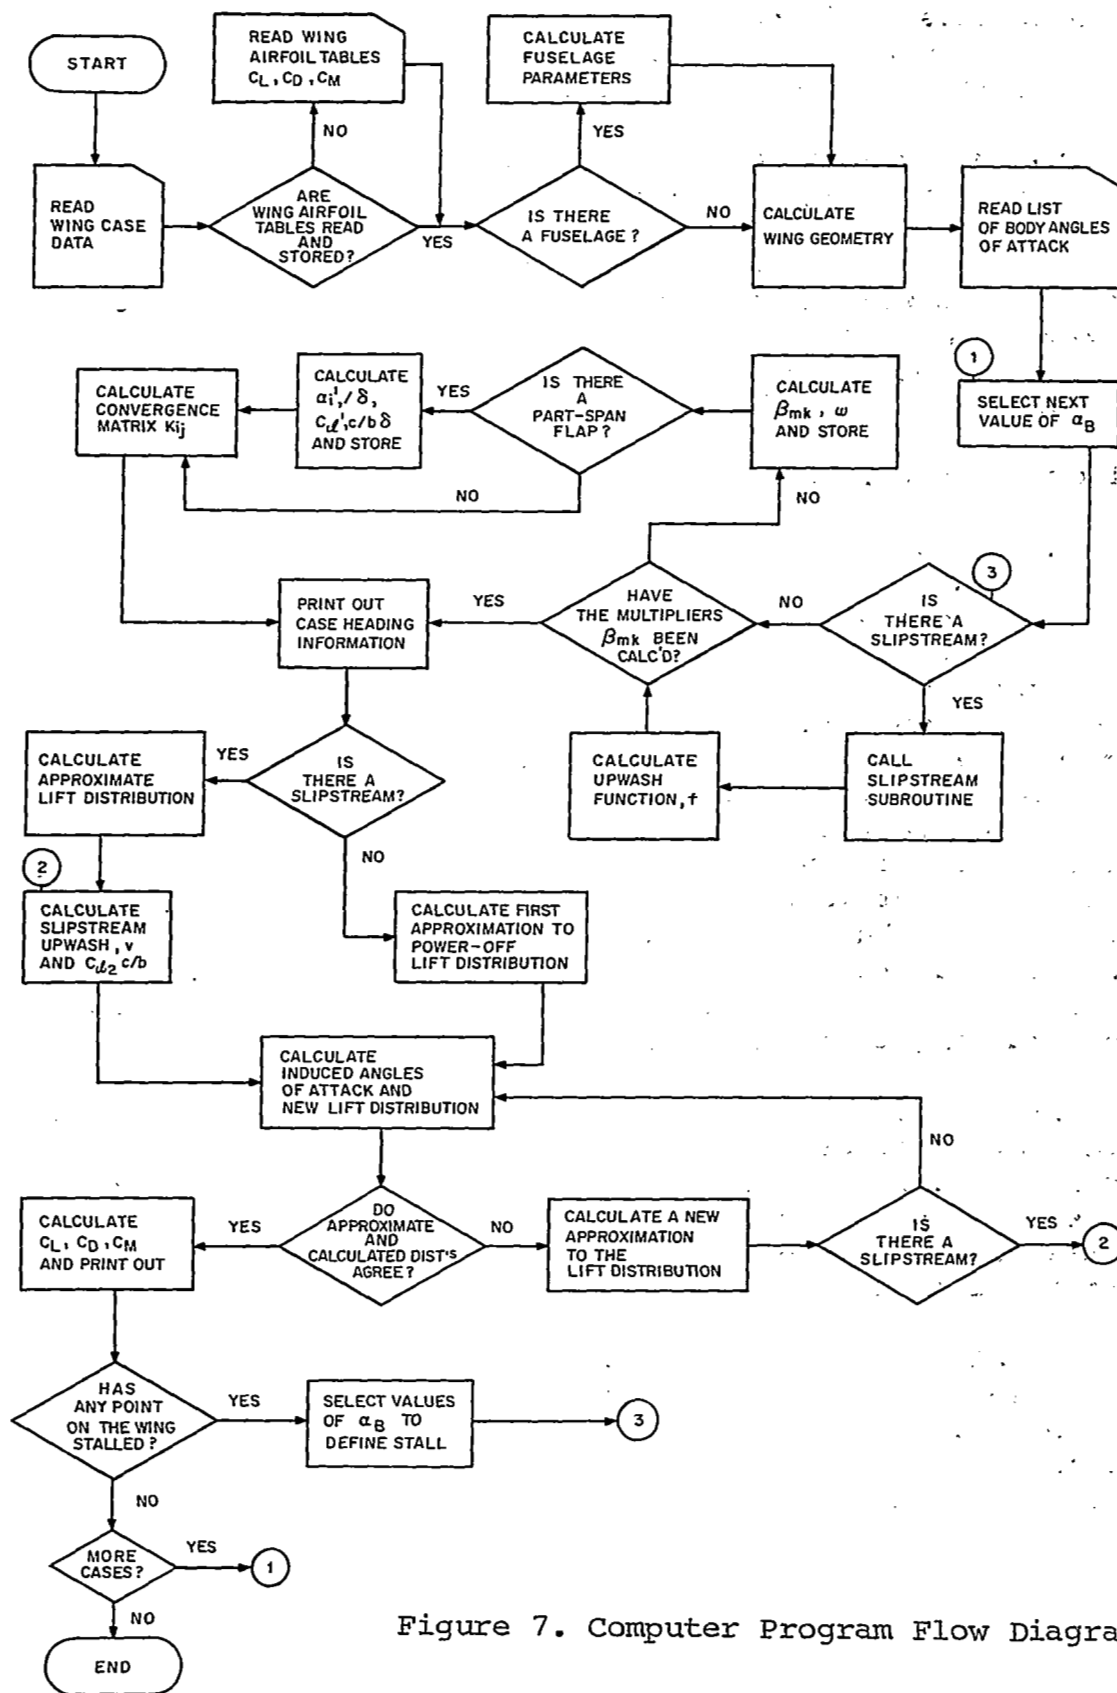 START
READ WING
AIRFOIL TABLES
CL, CD, CM
CALCULATE
FUSELAGE
PARAMETERS
NO
YES
READ
WING CASE
DATA
ARE
WING AIRFOIL
TABLES READ
AND
STORED?
YES
IS THERE
A FUSELAGE?
NO
CALCULATE
WING GEOMETRY
READ LIST
OF BODY ANGLES
OF ATTACK
1
SELECT NEXT
VALUE OF αB
CALCULATE
CONVERGENCE
MATRIX Kij
CALCULATE
αi',/δ,
Cℓ',c/bδ
AND STORE
YES
IS THERE
A
PART-SPAN
FLAP?
CALCULATE
βmk, ω
AND STORE
NO
NO
3
PRINT OUT
CASE HEADING
INFORMATION
YES
HAVE
THE MULTIPLIERS
βmk BEEN
CALC'D?
NO
IS
THERE A
SLIPSTREAM?
YES
CALCULATE
APPROXIMATE
LIFT DISTRIBUTION
YES
IS
THERE A
SLIPSTREAM?
CALCULATE
UPWASH
FUNCTION, f
CALL
SLIPSTREAM
SUBROUTINE
NO
2
CALCULATE
SLIPSTREAM
UPWASH, v
AND Cℓ2 c/b
CALCULATE FIRST
APPROXIMATION TO
POWER-OFF
LIFT DISTRIBUTION
CALCULATE
INDUCED ANGLES
OF ATTACK AND
NEW LIFT DISTRIBUTION
NO
CALCULATE
CL, CD, CM
AND PRINT OUT
YES
DO
APPROXIMATE
AND
CALCULATED DIST'S
AGREE?
NO
CALCULATE A NEW
APPROXIMATION
TO THE
LIFT DISTRIBUTION
IS
THERE A
SLIPSTREAM?
YES
2
HAS
ANY POINT
ON THE WING
STALLED?
YES
SELECT VALUES
OF αB TO
DEFINE STALL
3
NO
MORE
CASES?
YES
1
NO
END
Figure 7. Computer Program Flow Diagra